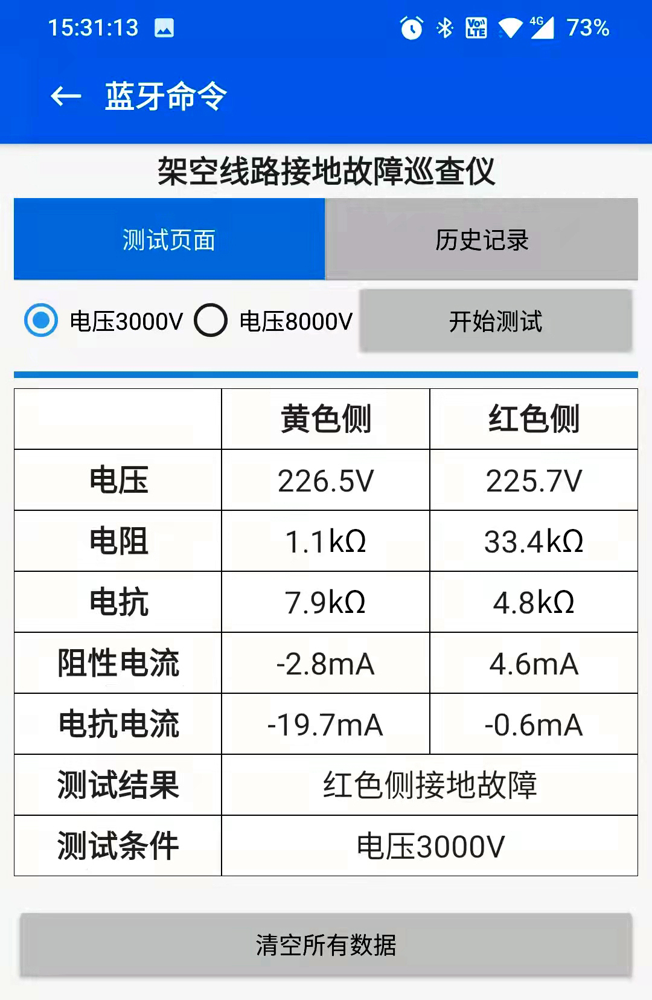 15:31:13 4G 73%
Vo))
LTE
蓝牙命令
架空线路接地故障巡查仪
测试页面 历史记录
电压3000V 电压8000V 开始测试
黄色侧 红色侧
电压 226.5V 225.7V
电阻 1.1kΩ 33.4kΩ
电抗 7.9kΩ 4.8kΩ
阻性电流 -2.8mA 4.6mA
电抗电流 -19.7mA -0.6mA
测试结果 红色侧接地故障
测试条件 电压3000V
清空所有数据